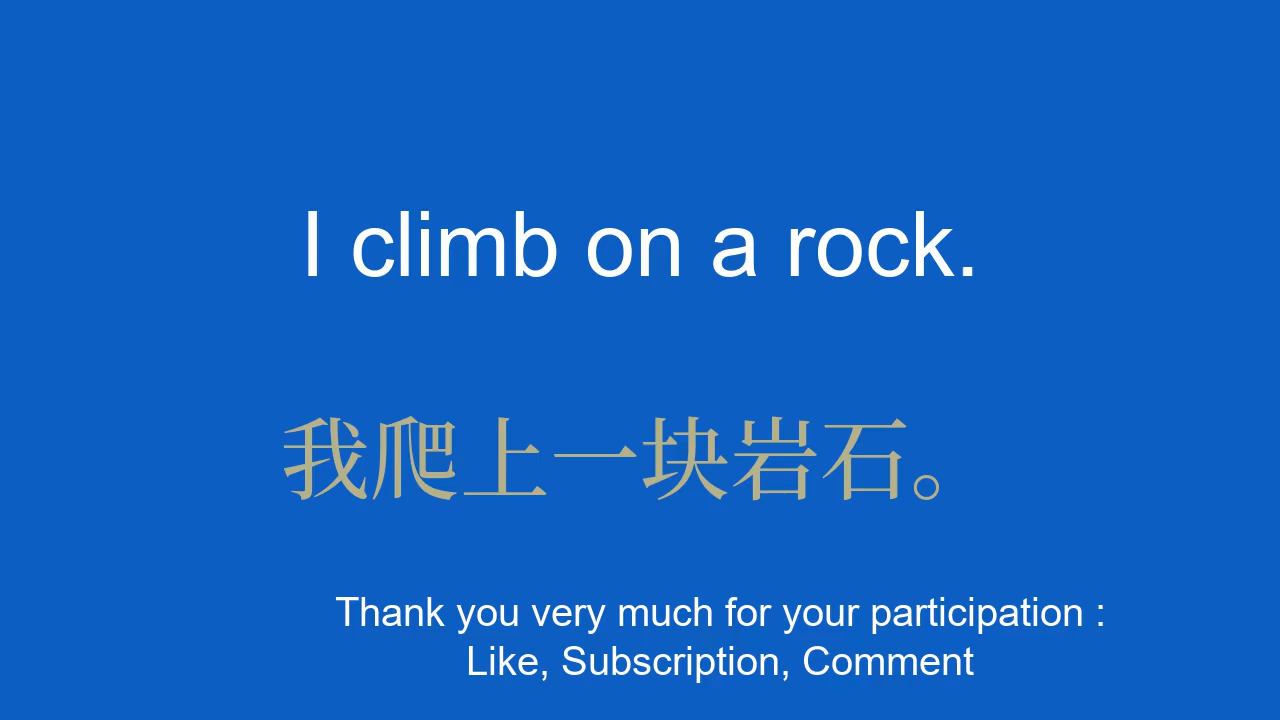 I climb on a rock.
我爬上一块岩石。
Thank you very much for your participation :
Like, Subscription, Comment